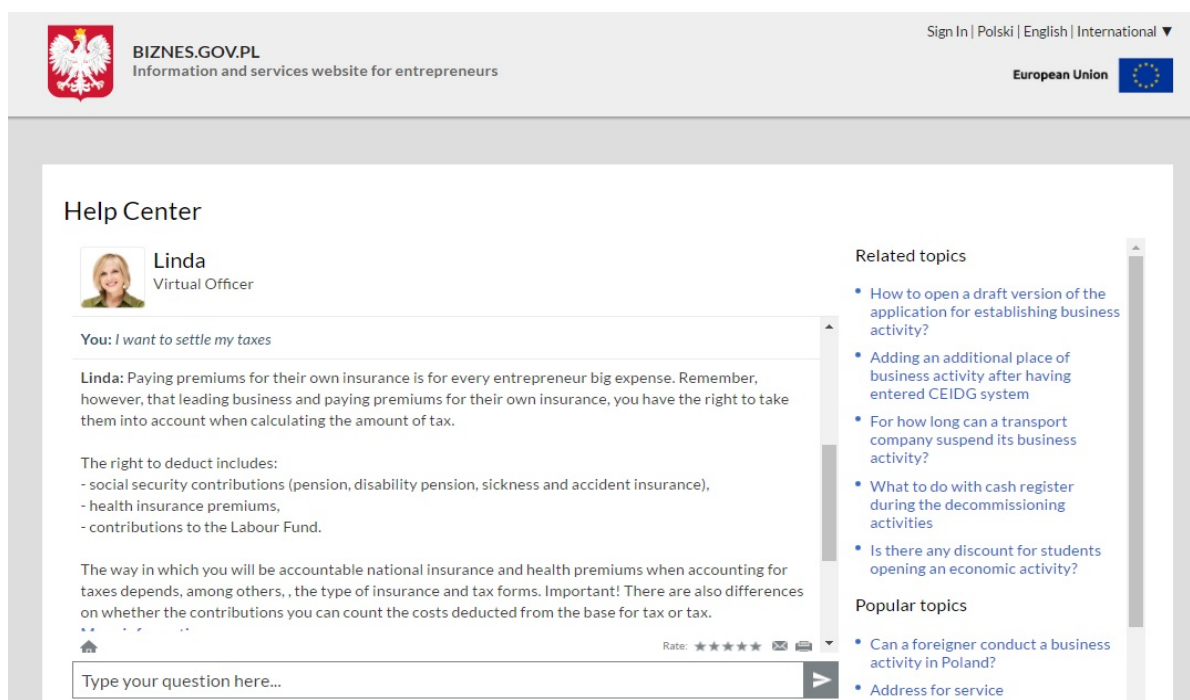 Sign In | Polski | English | International ▼
BIZNES.GOV.PL
Information and services website for entrepreneurs
European Union
Help Center
Linda
Virtual Officer
You: I want to settle my taxes
Linda: Paying premiums for their own insurance is for every entrepreneur big expense. Remember,
however, that leading business and paying premiums for their own insurance, you have the right to take
them into account when calculating the amount of tax.
The right to deduct includes:
- social security contributions (pension, disability pension, sickness and accident insurance),
- health insurance premiums,
- contributions to the Labour Fund.
The way in which you will be accountable national insurance and health premiums when accounting for
taxes depends, among others, , the type of insurance and tax forms. Important! There are also differences
on whether the contributions you can count the costs deducted from the base for tax or tax.
Rate:
Type your question here...
Related topics
• How to open a draft version of the
application for establishing business
activity?
• Adding an additional place of
business activity after having
entered CEIDG system
• For how long can a transport
company suspend its business
activity?
• What to do with cash register
during the decommissioning
activities
• Is there any discount for students
opening an economic activity?
Popular topics
• Can a foreigner conduct a business
activity in Poland?
• Address for service